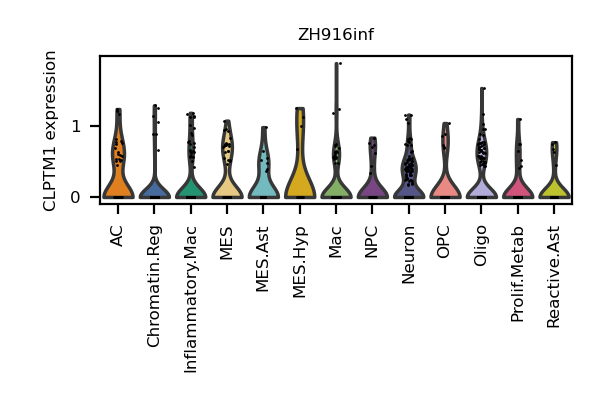 ZH916inf
CLPTM1 expression
1
0
AC
Chromatin.Reg
Inflammatory.Mac
MES
MES.Ast
MES.Hyp
Mac
NPC
Neuron
OPC
Oligo
Prolif.Metab
Reactive.Ast